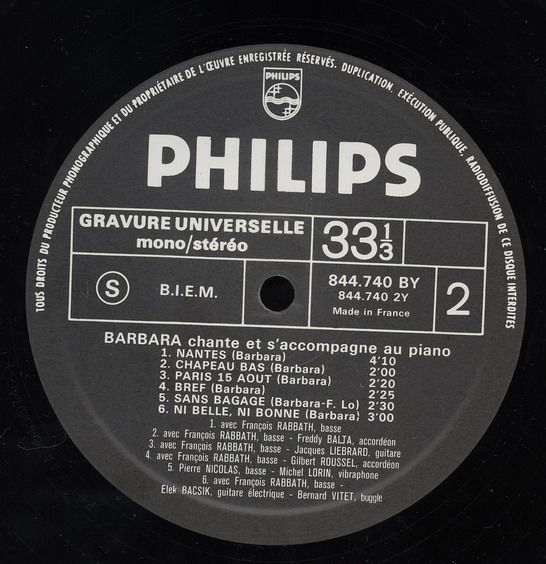 TOUS DROITS DU PRODUCTEUR PHONOGRAPHIQUE ET DU PROPRIÉTAIRE DE L'ŒUVRE ENREGISTRÉE RÉSERVÉS. DUPLICATION, EXÉCUTION PUBLIQUE, RADIODIFFUSION DE CE DISQUE INTERDITES
PHILIPS
PHILIPS
GRAVURE UNIVERSELLE
mono/stéréo
33 1/3
S
B.I.E.M.
844.740 BY
844.740 2Y
Made in France
2
BARBARA chante et s'accompagne au piano
1. NANTES (Barbara) 4'10
2. CHAPEAU BAS (Barbara) 2'00
3. PARIS 15 AOUT (Barbara) 2'20
4. BREF (Barbara) 2'25
5. SANS BAGAGE (Barbara-F. Lo) 2'30
6. NI BELLE, NI BONNE (Barbara) 3'00
1. avec François RABBATH, basse
2. avec François RABBATH, basse - Freddy BALTA, accordéon
3. avec François RABBATH, basse - Jacques LIEBRARD, guitare
4. avec François RABBATH, basse - Gilbert ROUSSEL, accordéon
5. Pierre NICOLAS, basse - Michel LORIN, vibraphone
6. avec François RABBATH, basse -
Elek BACSIK, guitare électrique - Bernard VITET, buggle